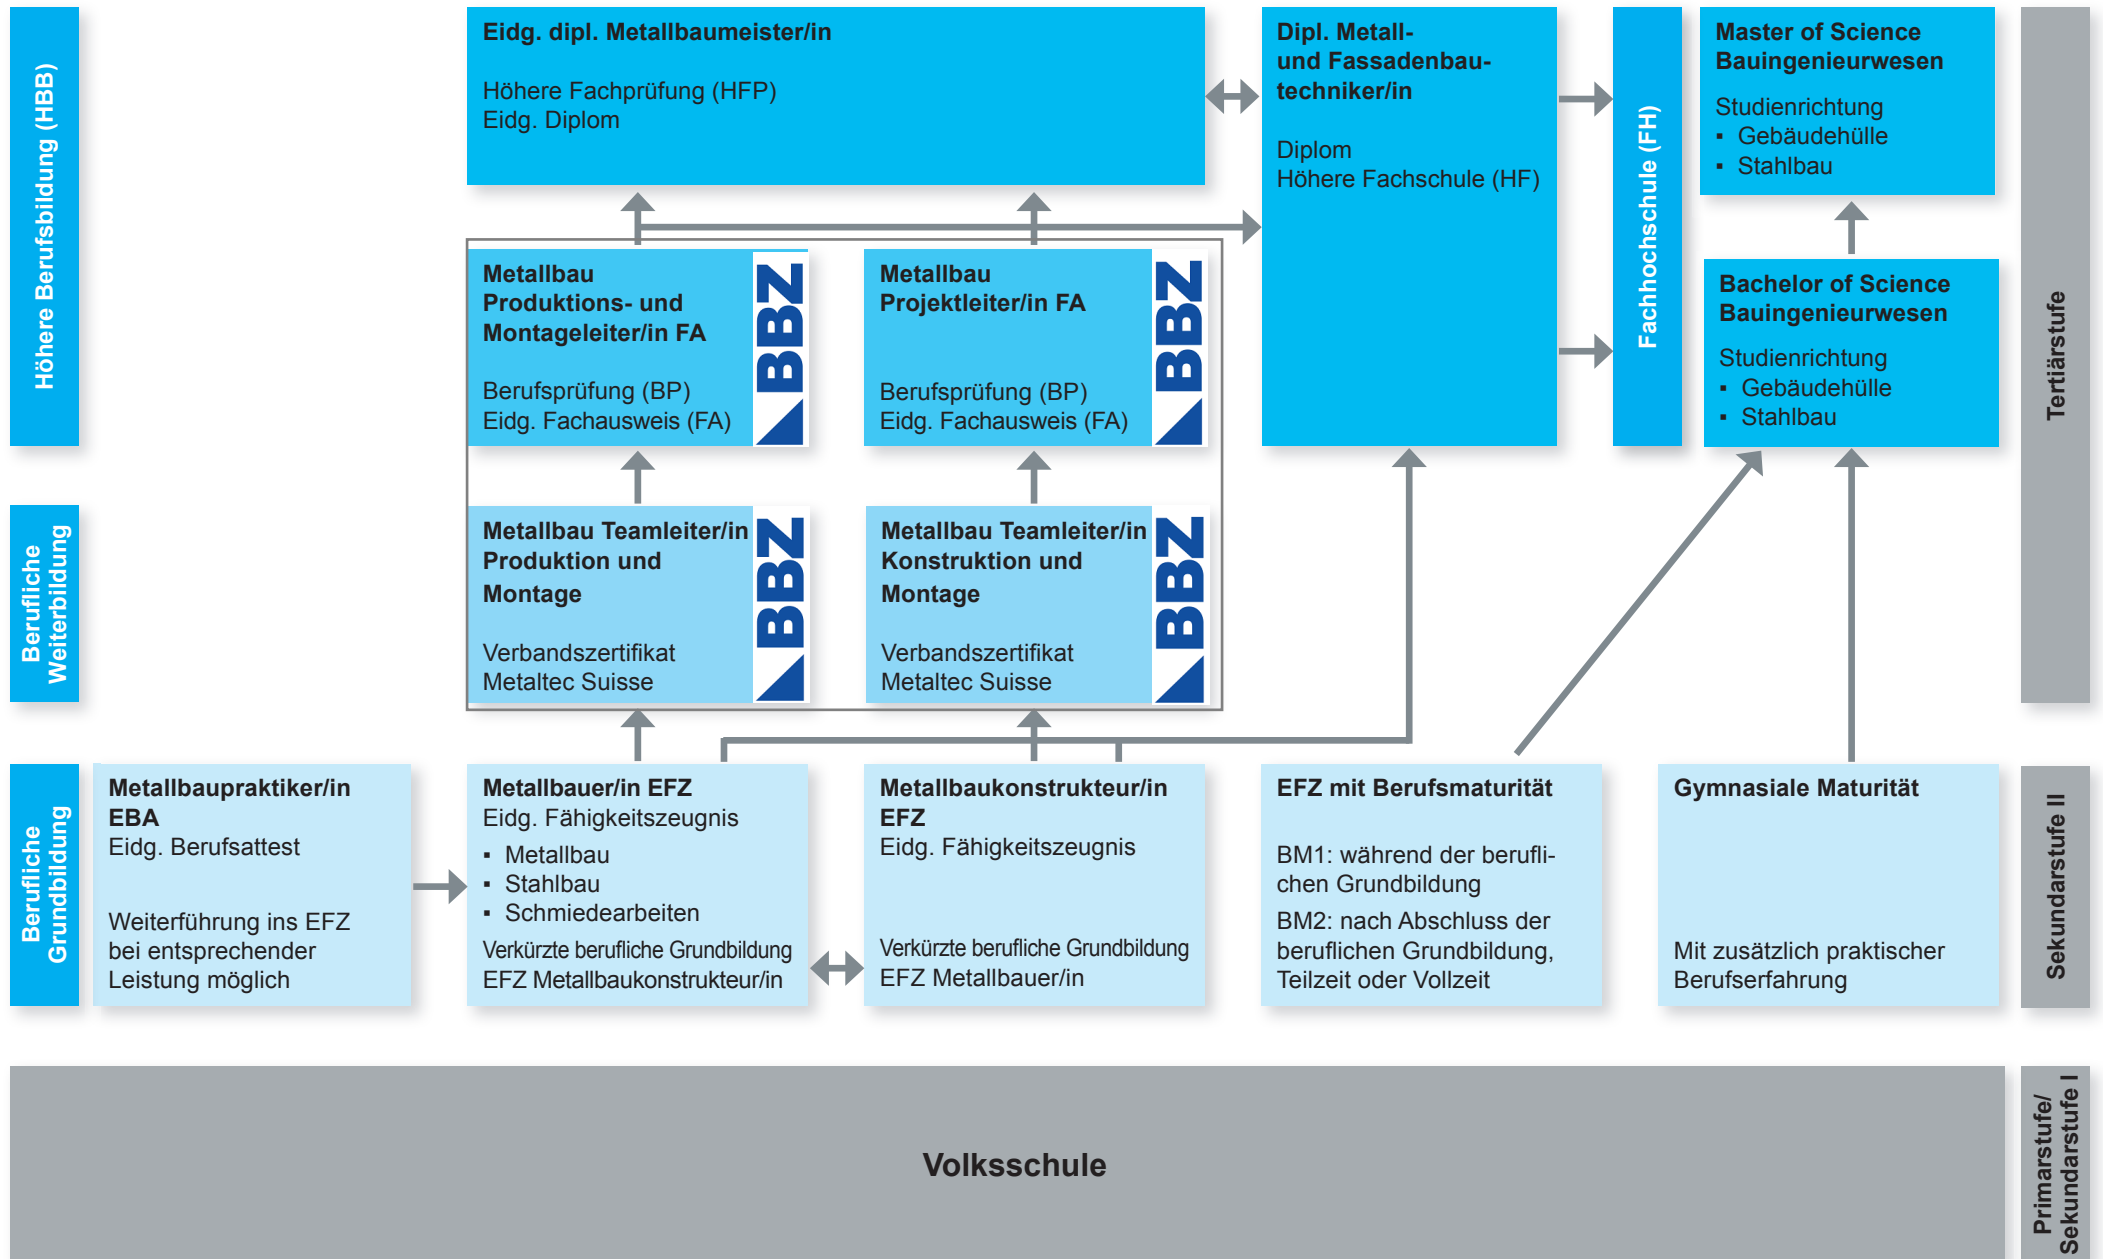 Höhere Berufsbildung (HBB)
Eidg. dipl. Metallbaumeister/in
Höhere Fachprüfung (HFP)
Eidg. Diplom
Dipl. Metall-
und Fassadenbau-
techniker/in
Diplom
Höhere Fachschule (HF)
Fachhochschule (FH)
Master of Science
Bauingenieurwesen
Studienrichtung
▪ Gebäudehülle
▪ Stahlbau
Tertiärstufe
Metallbau
Produktions- und
Montageleiter/in FA
Berufsprüfung (BP)
Eidg. Fachausweis (FA)
BBZ
Metallbau
Projektleiter/in FA
Berufsprüfung (BP)
Eidg. Fachausweis (FA)
BBZ
Bachelor of Science
Bauingenieurwesen
Studienrichtung
▪ Gebäudehülle
▪ Stahlbau
Berufliche
Weiterbildung
Metallbau Teamleiter/in
Produktion und
Montage
Verbandszertifikat
Metaltec Suisse
BBZ
Metallbau Teamleiter/in
Konstruktion und
Montage
Verbandszertifikat
Metaltec Suisse
BBZ
Berufliche
Grundbildung
Metallbaupraktiker/in
EBA
Eidg. Berufsattest
Weiterführung ins EFZ
bei entsprechender
Leistung möglich
Metallbauer/in EFZ
Eidg. Fähigkeitszeugnis
▪ Metallbau
▪ Stahlbau
▪ Schmiedearbeiten
Verkürzte berufliche Grundbildung
EFZ Metallbaukonstrukteur/in
Metallbaukonstrukteur/in
EFZ
Eidg. Fähigkeitszeugnis
Verkürzte berufliche Grundbildung
EFZ Metallbauer/in
EFZ mit Berufsmaturität
BM1: während der berufli-
chen Grundbildung
BM2: nach Abschluss der
beruflichen Grundbildung,
Teilzeit oder Vollzeit
Gymnasiale Maturität
Mit zusätzlich praktischer
Berufserfahrung
Sekundarstufe II
Volksschule
Primarstufe/
Sekundarstufe I